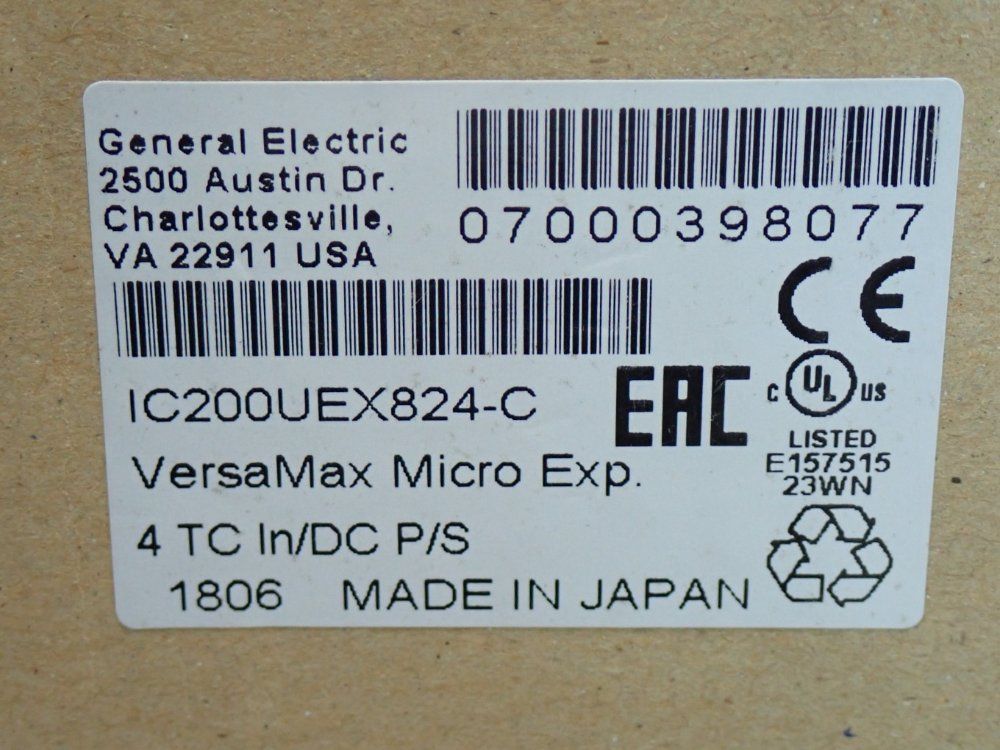 General Electric
2500 Austin Dr.
Charlottesville,
VA 22911 USA
07000398077
IC200UEX824-C
VersaMax Micro Exp.
4 TC In/DC P/S
1806 MADE IN JAPAN
CE
EAC
C UL US
LISTED
E157515
23WN